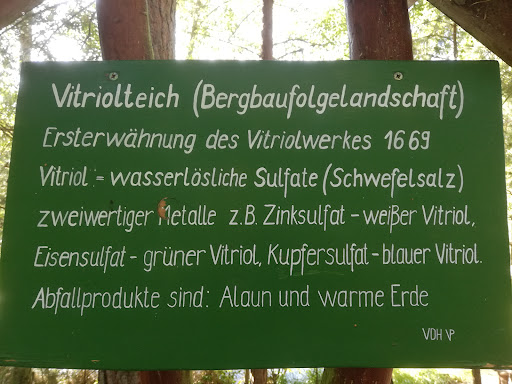 Vitriolteich (Bergbaufolgelandschaft)
Ersterwähnung des Vitriolwerkes 1669
Vitriol = wasserlösliche Sulfate (Schwefelsalz)
zweiwertiger Metalle z.B. Zinksulfat - weißer Vitriol,
Eisensulfat - grüner Vitriol, Kupfersulfat - blauer Vitriol.
Abfallprodukte sind: Alaun und warme Erde
VDH